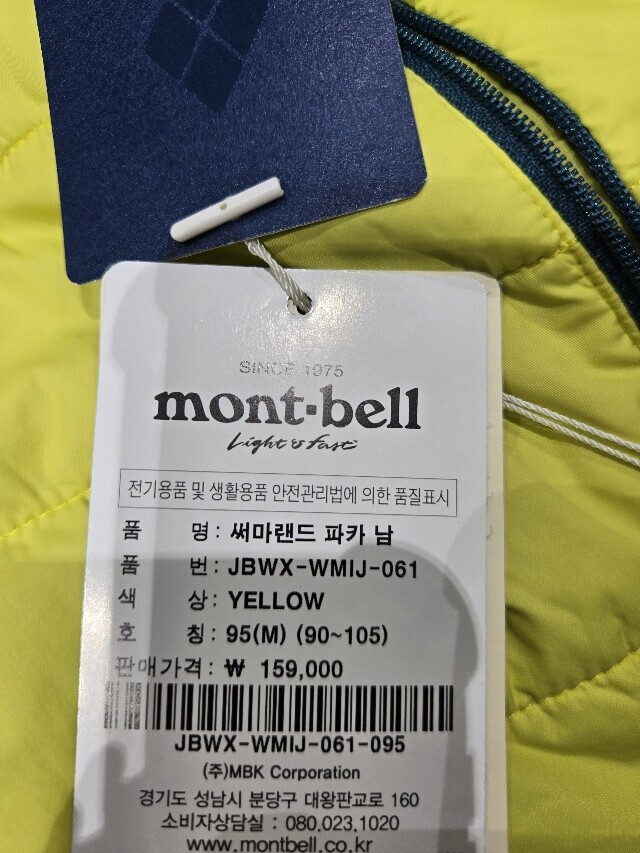 SINCE 1975
mont-bell
Light & Fast
전기용품 및 생활용품 안전관리법에 의한 품질표시
품 명 : 써마랜드 파카 남
품 번 : JBWX-WMIJ-061
색 상 : YELLOW
호 칭 : 95(M) (90~105)
판매가격 : ₩ 159,000
JBWX-WMIJ-061-095
(주)MBK Corporation
경기도 성남시 분당구 대왕판교로 160
소비자상담실 : 080.023.1020
www.montbell.co.kr